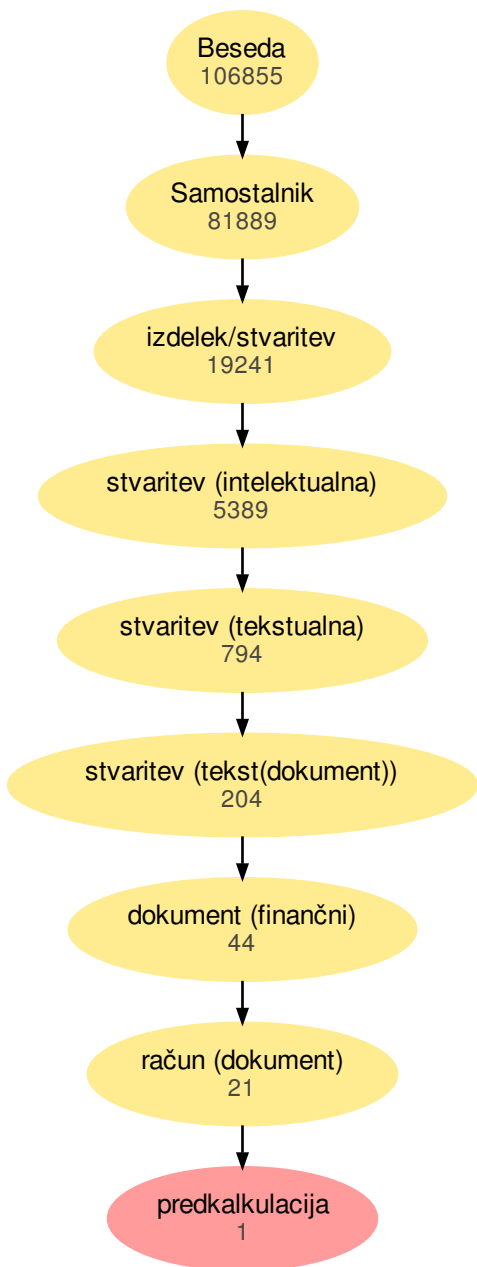 Beseda
106855
Samostalnik
81889
izdelek/stvaritev
19241
stvaritev (intelektualna)
5389
stvaritev (tekstualna)
794
stvaritev (tekst(dokument))
204
dokument (finančni)
44
račun (dokument)
21
predkalkulacija
1